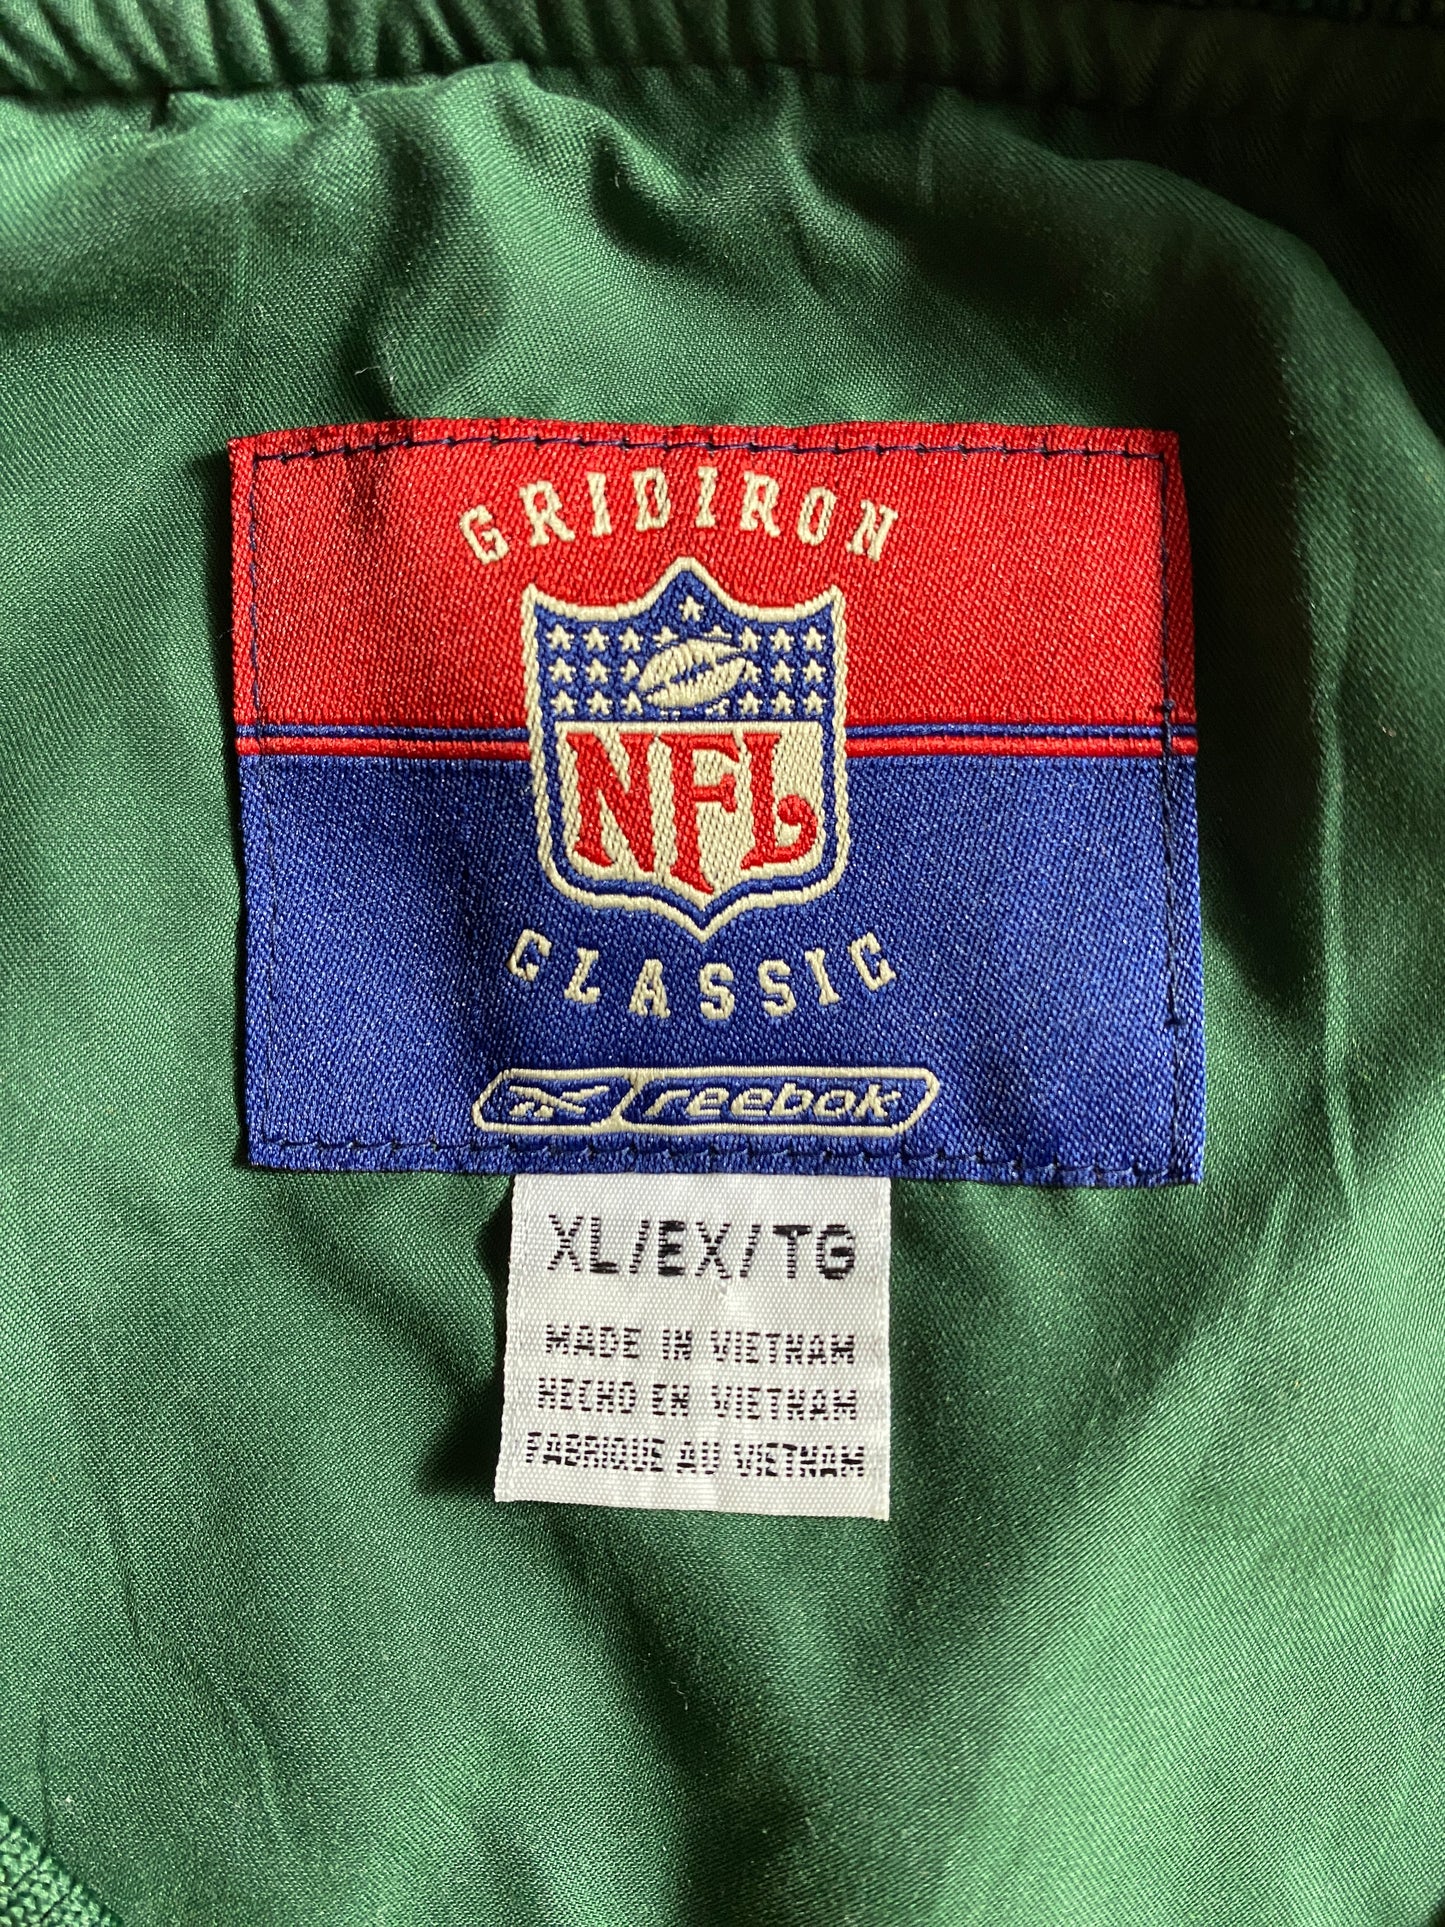 GRIDIRON
NFL
CLASSIC
reebok
XL/EX/TG
MADE IN VIETNAM
HECHO EN VIETNAM
FABRIQUE AU VIETNAM